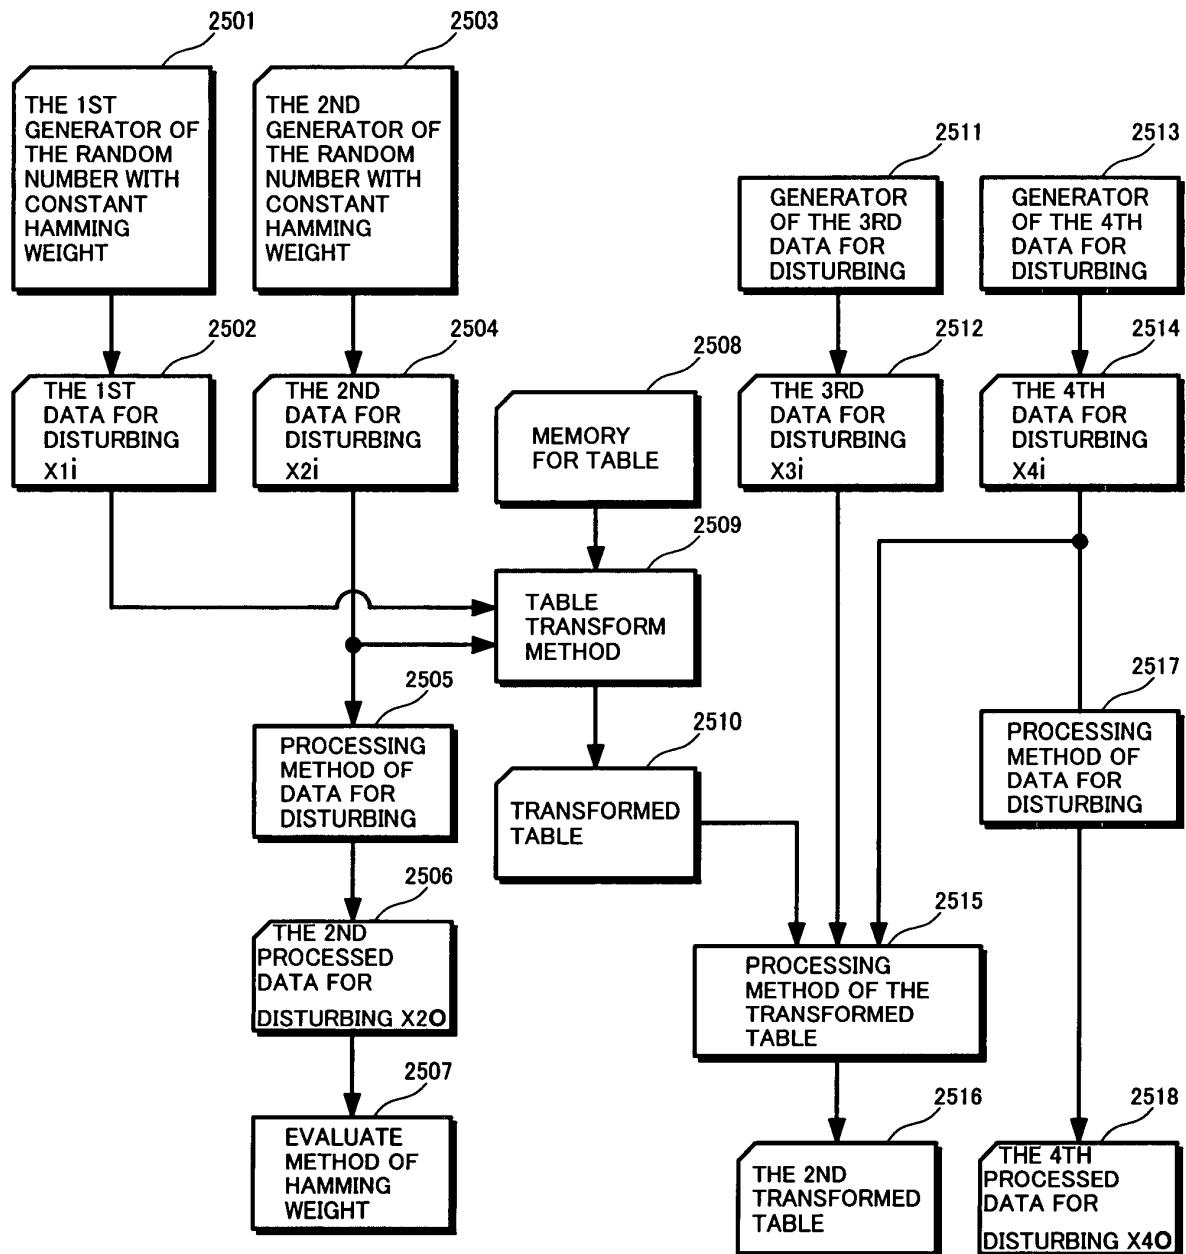 2501
2503
THE 1ST
GENERATOR OF
THE RANDOM
NUMBER WITH
CONSTANT
HAMMING
WEIGHT
THE 2ND
GENERATOR OF
THE RANDOM
NUMBER WITH
CONSTANT
HAMMING
WEIGHT
2511
2513
GENERATOR
OF THE 3RD
DATA FOR
DISTURBING
GENERATOR
OF THE 4TH
DATA FOR
DISTURBING
2502
2504
2508
2512
2514
THE 1ST
DATA FOR
DISTURBING
X1i
THE 2ND
DATA FOR
DISTURBING
X2i
MEMORY
FOR TABLE
THE 3RD
DATA FOR
DISTURBING
X3i
THE 4TH
DATA FOR
DISTURBING
X4i
2509
TABLE
TRANSFORM
METHOD
2505
PROCESSING
METHOD OF
DATA FOR
DISTURBING
2510
TRANSFORMED
TABLE
2517
PROCESSING
METHOD OF
DATA FOR
DISTURBING
2506
THE 2ND
PROCESSED
DATA FOR
DISTURBING X2O
2515
PROCESSING
METHOD OF THE
TRANSFORMED
TABLE
2507
EVALUATE
METHOD OF
HAMMING
WEIGHT
2516
THE 2ND
TRANSFORMED
TABLE
2518
THE 4TH
PROCESSED
DATA FOR
DISTURBING X4O